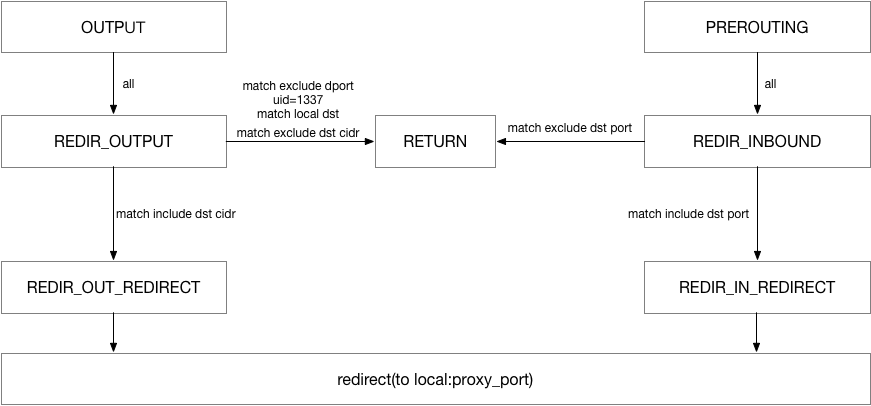 OUTPUT
PREROUTING
all
all
match exclude dport
uid=1337
match local dst
match exclude dst cidr
match exclude dst port
REDIR_OUTPUT
RETURN
REDIR_INBOUND
match include dst cidr
match include dst port
REDIR_OUT_REDIRECT
REDIR_IN_REDIRECT
redirect(to local:proxy_port)